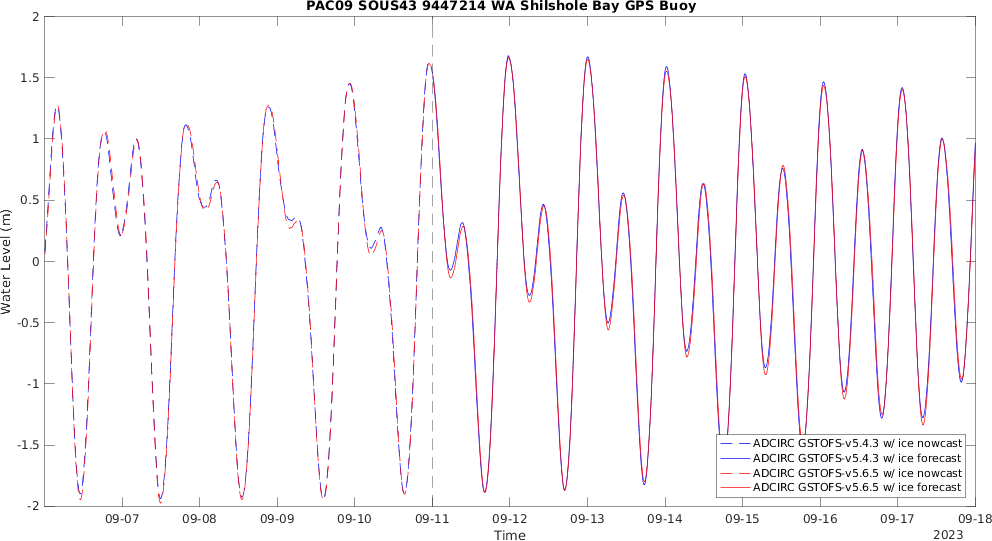 PAC09 SOUS43 9447214 WA Shilshole Bay GPS Buoy
Water Level (m)
2
1.5
1
0.5
0
-0.5
-1
-1.5
-2
ADCIRC GSTOFS-v5.4.3 w/ ice nowcast
ADCIRC GSTOFS-v5.4.3 w/ ice forecast
ADCIRC GSTOFS-v5.6.5 w/ ice nowcast
ADCIRC GSTOFS-v5.6.5 w/ ice forecast
09-07 09-08 09-09 09-10 09-11 09-12 09-13 09-14 09-15 09-16 09-17 09-18
Time
2023